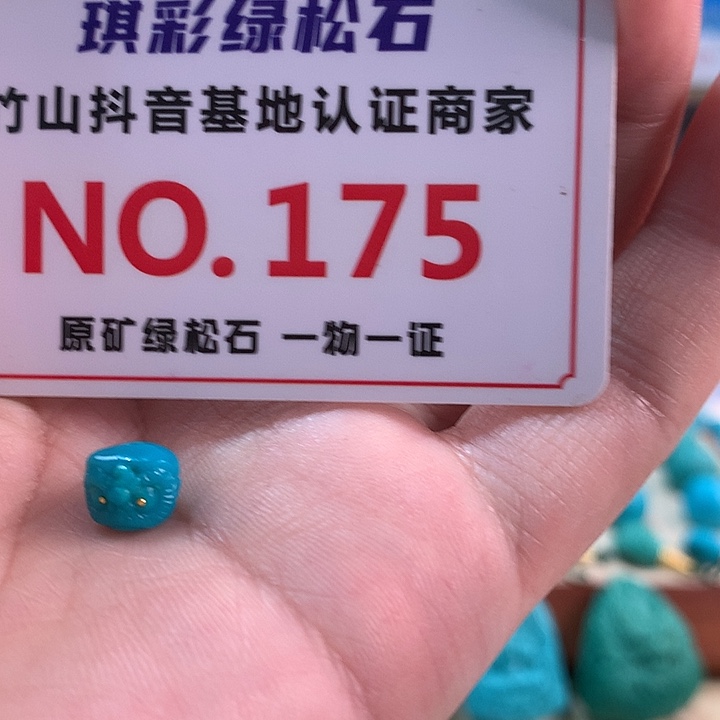 琪彩绿松石
竹山抖音基地认证商家
NO.175
原矿绿松石 一物一证